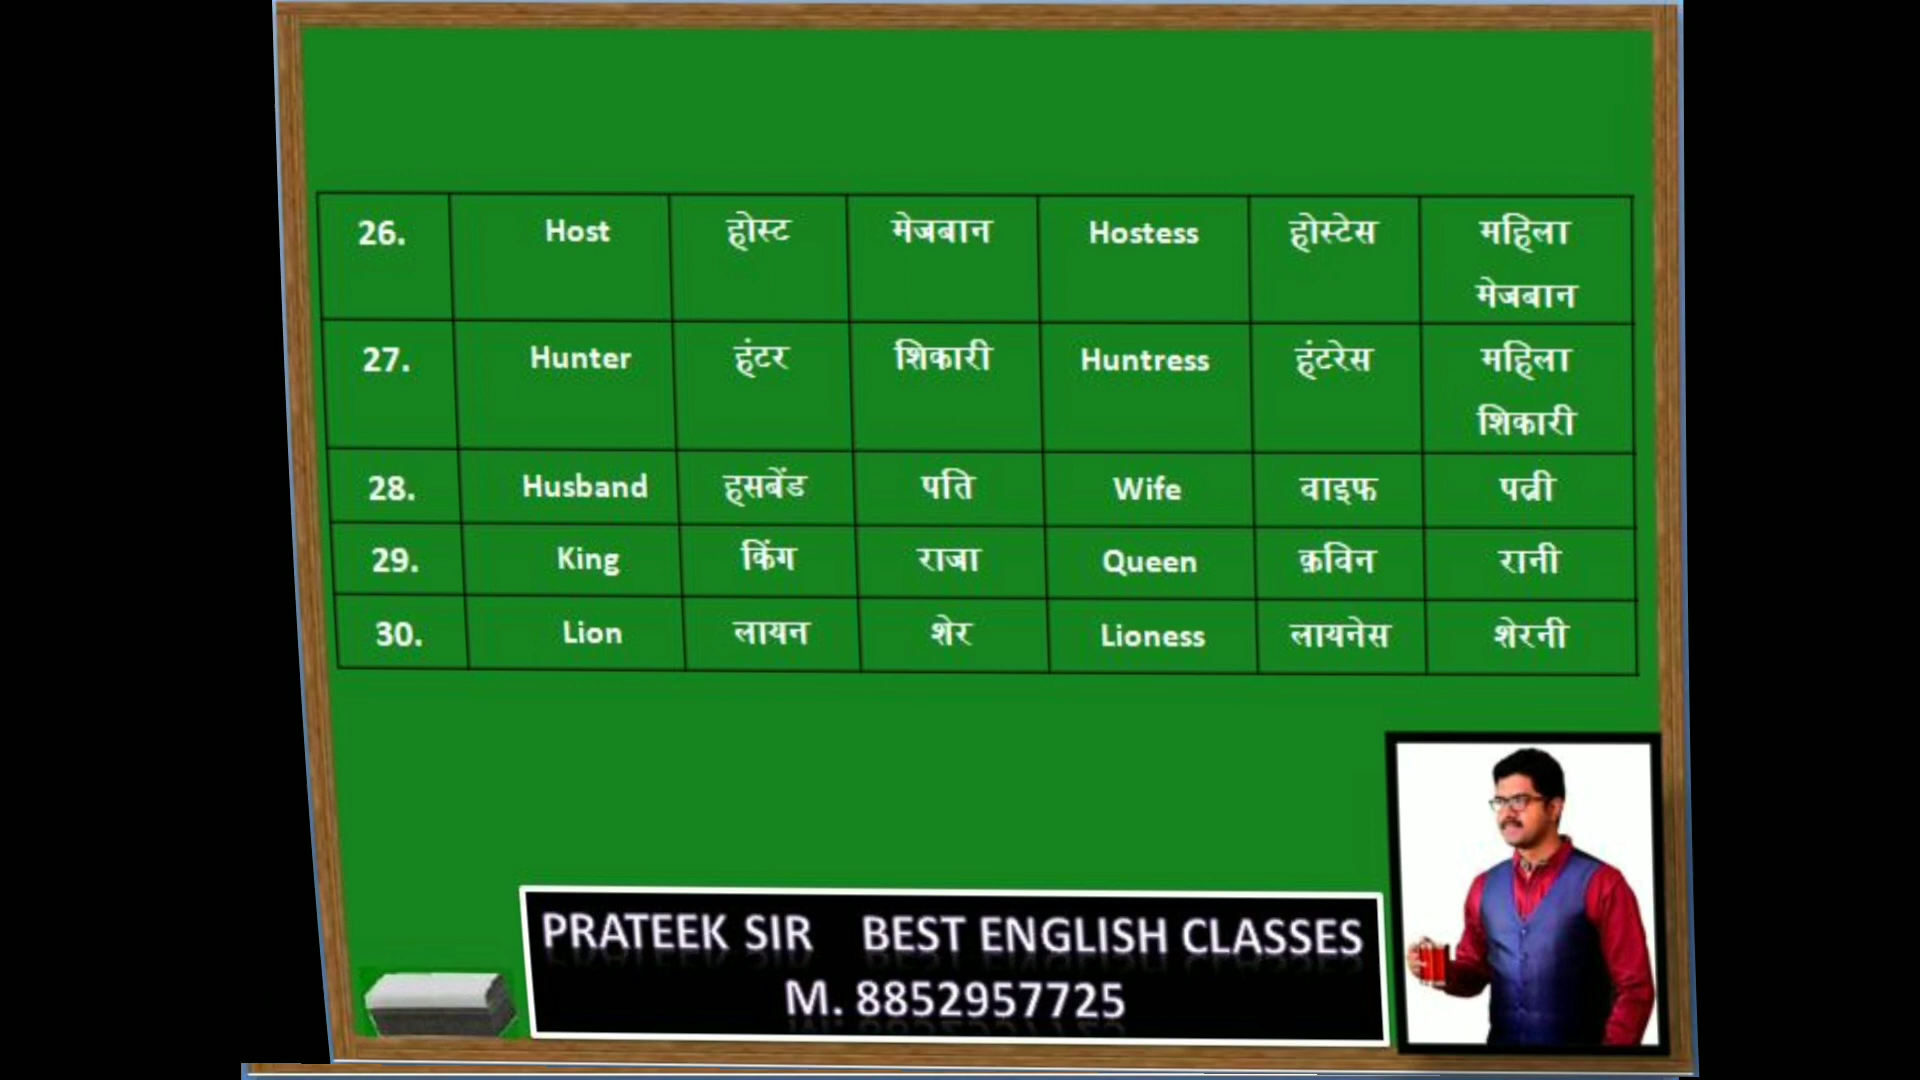 26. Host होस्ट मेजबान Hostess होस्टेस महिला
मेजबान
27. Hunter हंटर शिकारी Huntress हंटरेस महिला
शिकारी
28. Husband हसबेंड पति Wife वाइफ पत्नी
29. King किंग राजा Queen क़विन रानी
30. Lion लायन शेर Lioness लायनेस शेरनी
PRATEEK SIR BEST ENGLISH CLASSES
M. 8852957725